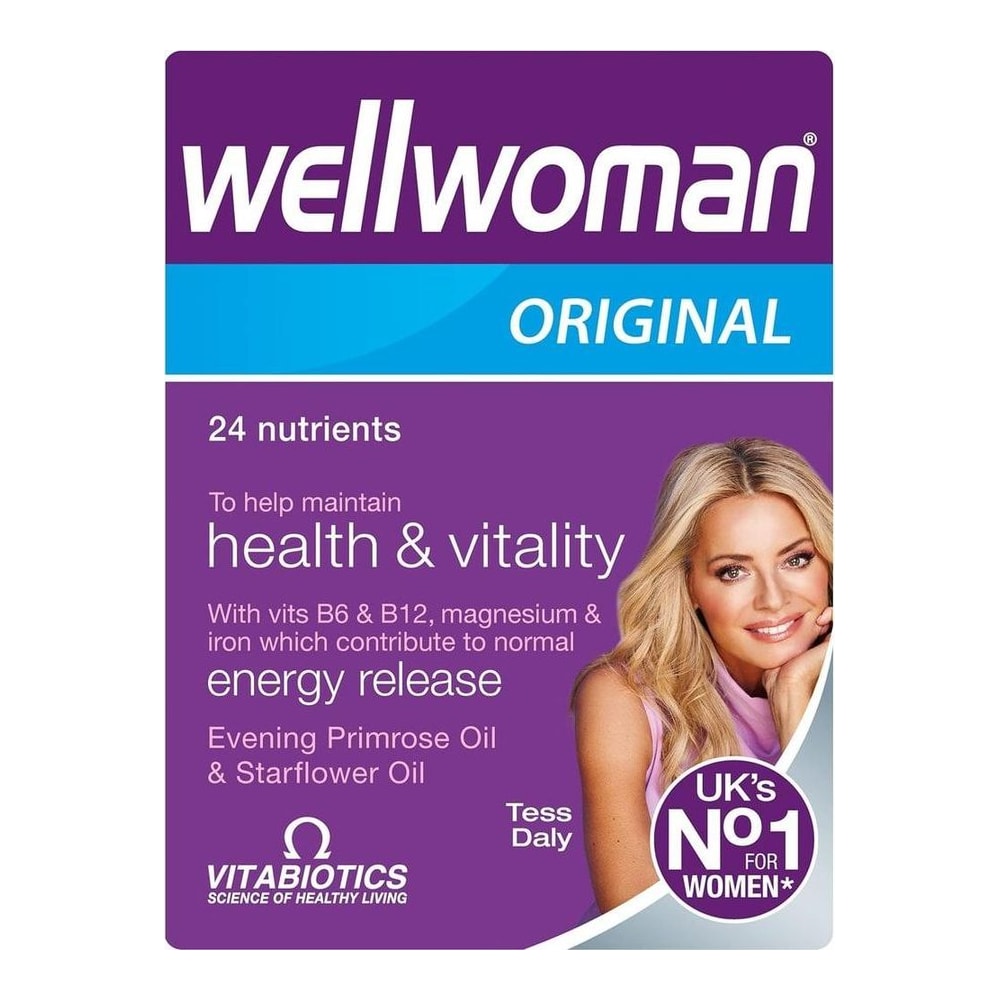 wellwoman®
ORIGINAL
24 nutrients
To help maintain
health & vitality
With vits B6 & B12, magnesium &
iron which contribute to normal
energy release
Evening Primrose Oil
& Starflower Oil
Tess
Daly
UK's
Nº1
FOR
WOMEN*
VITABIOTICS
SCIENCE OF HEALTHY LIVING